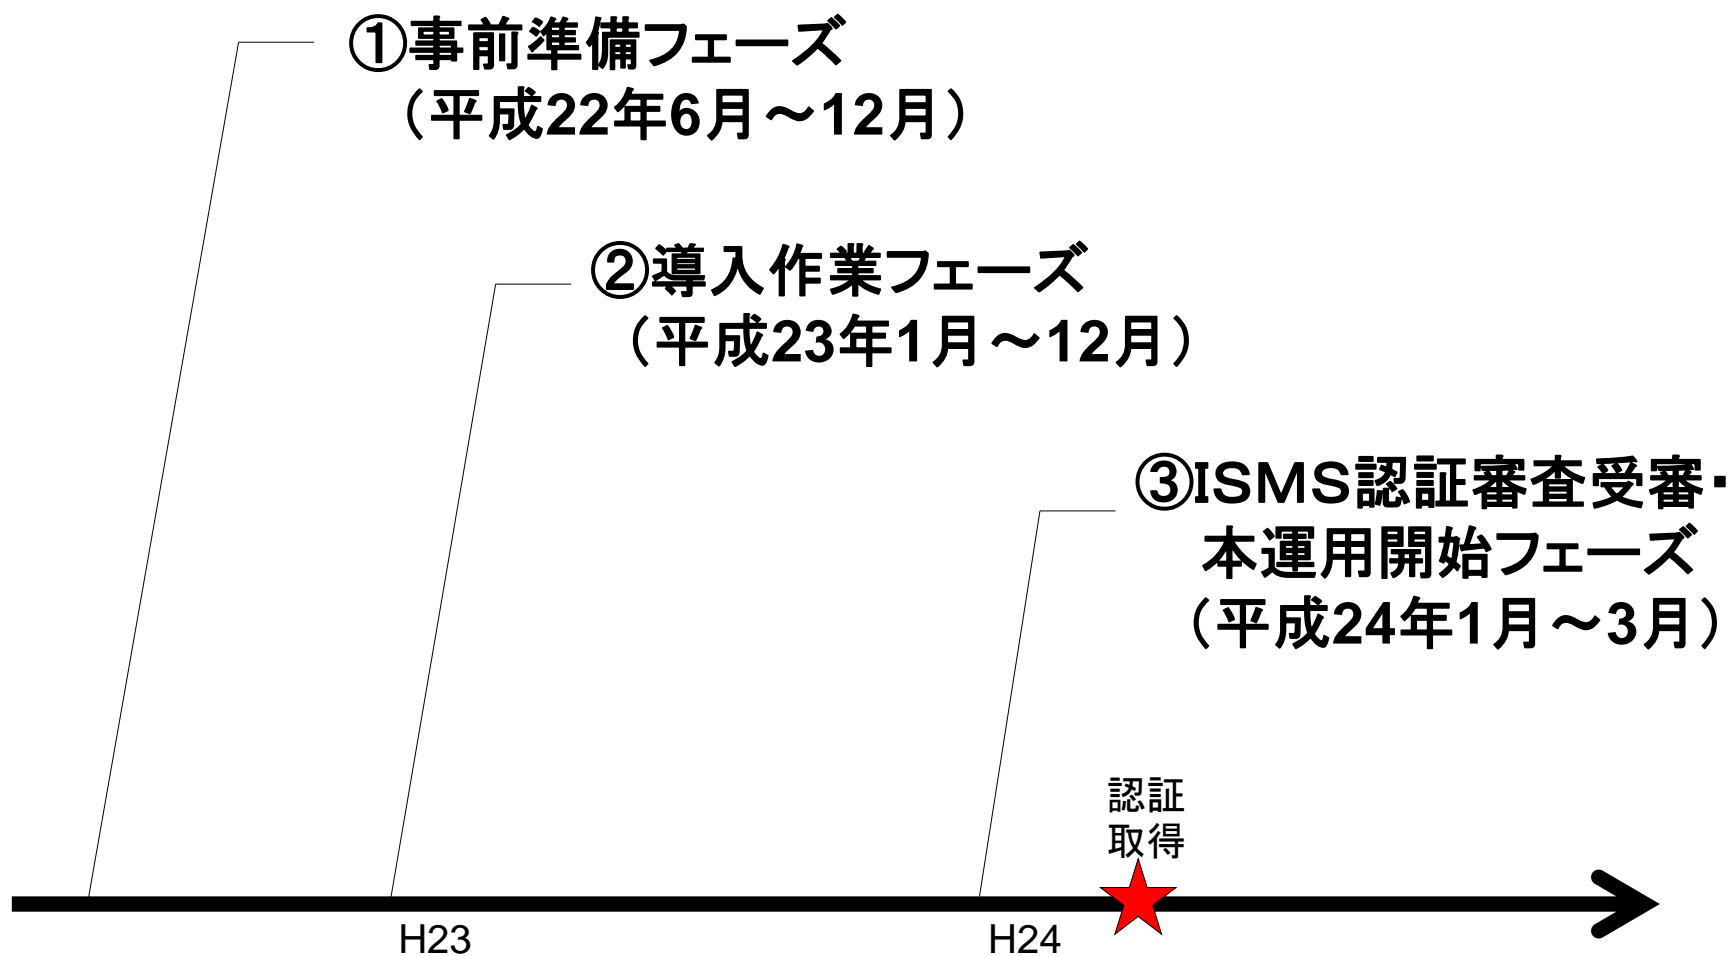 ①事前準備フェーズ
（平成22年6月～12月）
②導入作業フェーズ
（平成23年1月～12月）
③ISMS認証審査受審・
本運用開始フェーズ
（平成24年1月～3月）
認証
取得
H23
H24